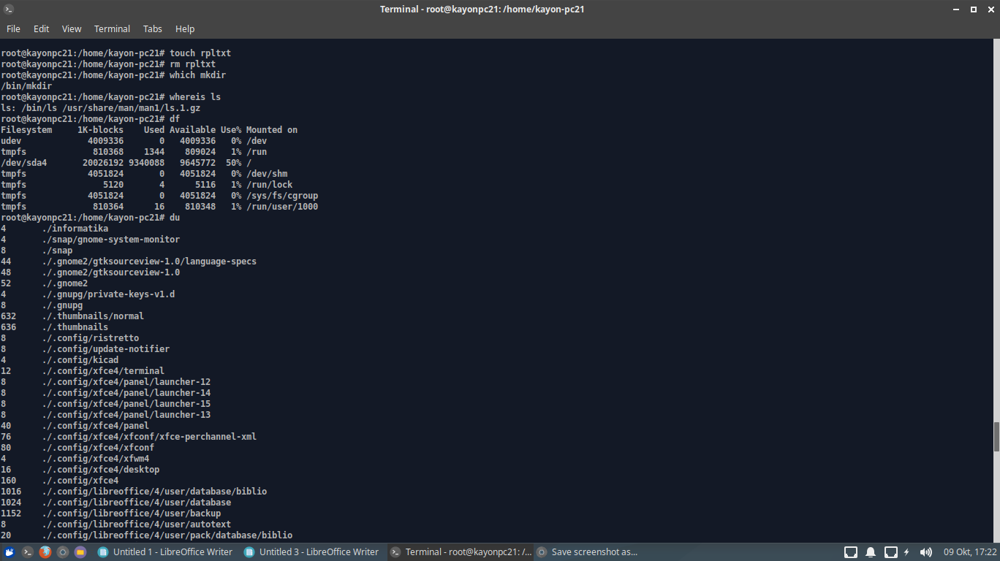 Terminal - root@kayonpc21: /home/kayon-pc21
File Edit View Terminal Tabs Help
root@kayonpc21:/home/kayon-pc21# touch rpltxt
root@kayonpc21:/home/kayon-pc21# rm rpltxt
root@kayonpc21:/home/kayon-pc21# which mkdir
/bin/mkdir
root@kayonpc21:/home/kayon-pc21# whereis ls
ls: /bin/ls /usr/share/man/man1/ls.1.gz
root@kayonpc21:/home/kayon-pc21# df
Filesystem     1K-blocks    Used Available Use% Mounted on
udev             4009336       0   4009336   0% /dev
tmpfs             810368    1344    809024   1% /run
/dev/sda4       20026192 9340088   9645772  50% /
tmpfs            4051824       0   4051824   0% /dev/shm
tmpfs               5120       4      5116   1% /run/lock
tmpfs            4051824       0   4051824   0% /sys/fs/cgroup
tmpfs             810364      16    810348   1% /run/user/1000
root@kayonpc21:/home/kayon-pc21# du
4       ./informatika
4       ./snap/gnome-system-monitor
8       ./snap
44      ./.gnome2/gtksourceview-1.0/language-specs
48      ./.gnome2/gtksourceview-1.0
52      ./.gnome2
4       ./.gnupg/private-keys-v1.d
8       ./.gnupg
632     ./.thumbnails/normal
636     ./.thumbnails
8       ./.config/ristretto
8       ./.config/update-notifier
4       ./.config/kicad
12      ./.config/xfce4/terminal
8       ./.config/xfce4/panel/launcher-12
8       ./.config/xfce4/panel/launcher-14
8       ./.config/xfce4/panel/launcher-15
8       ./.config/xfce4/panel/launcher-13
40      ./.config/xfce4/panel
76      ./.config/xfce4/xfconf/xfce-perchannel-xml
80      ./.config/xfce4/xfconf
4       ./.config/xfce4/xfwm4
16      ./.config/xfce4/desktop
160     ./.config/xfce4
1016    ./.config/libreoffice/4/user/database/biblio
1024    ./.config/libreoffice/4/user/database
1152    ./.config/libreoffice/4/user/backup
8       ./.config/libreoffice/4/user/autotext
20      ./.config/libreoffice/4/user/pack/database/biblio
Untitled 1 - LibreOffice Writer Untitled 3 - LibreOffice Writer Terminal - root@kayonpc21: /... Save screenshot as... 09 Okt, 17:22